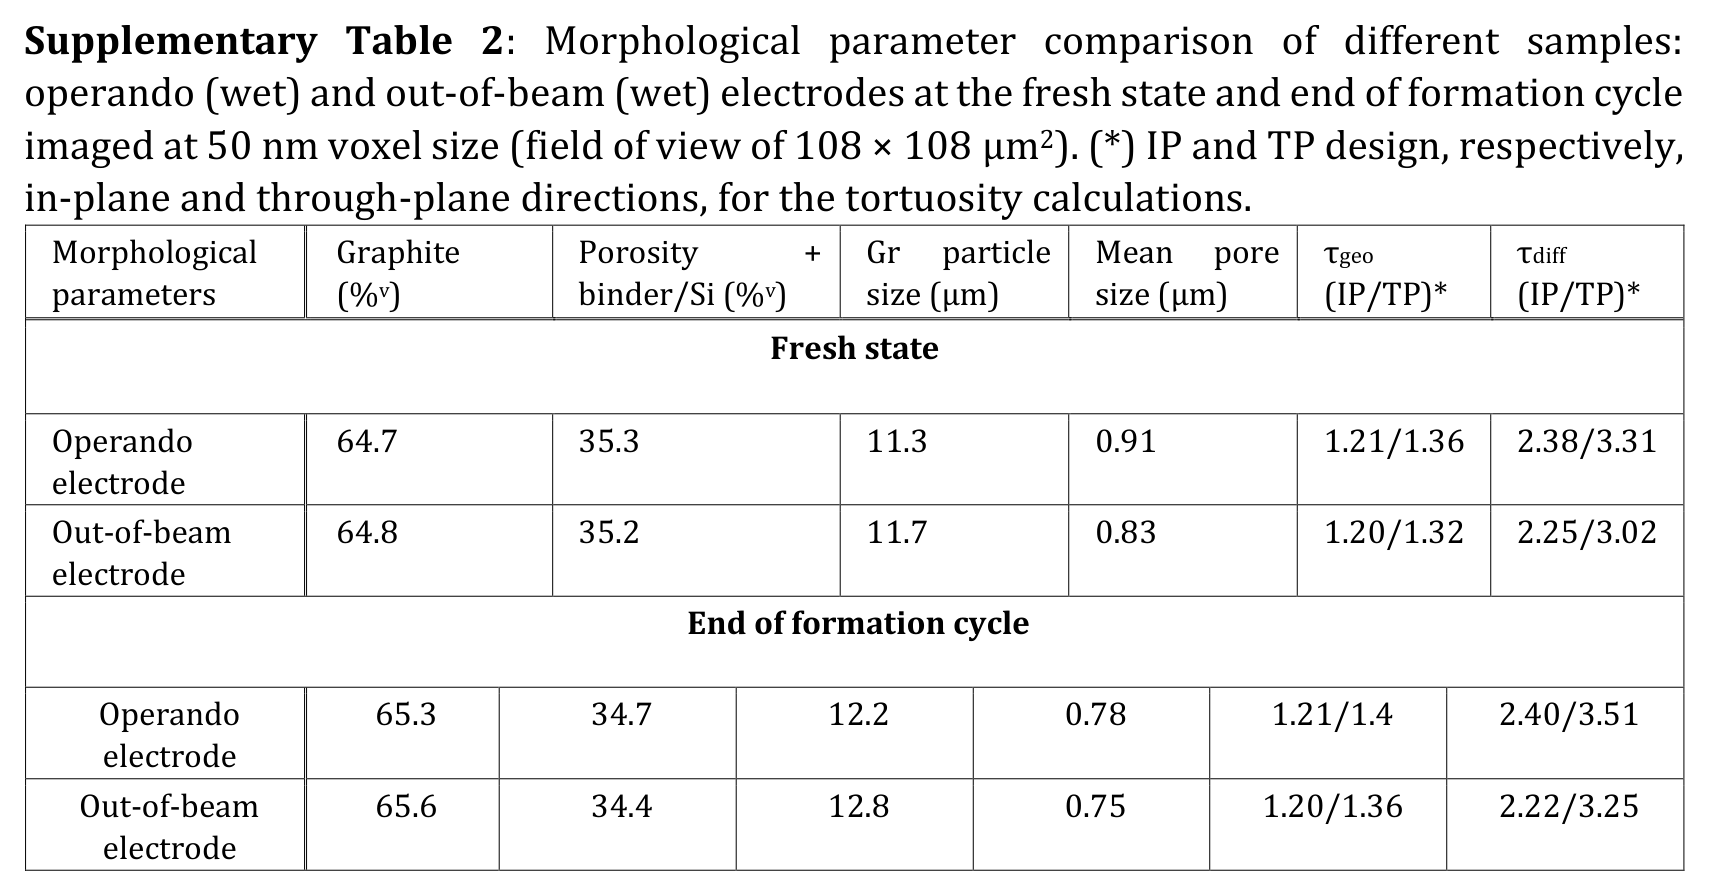 Supplementary Table 2: Morphological parameter comparison of different samples:
operando (wet) and out-of-beam (wet) electrodes at the fresh state and end of formation cycle
imaged at 50 nm voxel size (field of view of 108 × 108 μm²). (*) IP and TP design, respectively,
in-plane and through-plane directions, for the tortuosity calculations.
Morphological parameters | Graphite (%ᵛ) | Porosity + binder/Si (%ᵛ) | Gr particle size (μm) | Mean pore size (μm) | τgeo (IP/TP)* | τdiff (IP/TP)*
Fresh state
Operando electrode | 64.7 | 35.3 | 11.3 | 0.91 | 1.21/1.36 | 2.38/3.31
Out-of-beam electrode | 64.8 | 35.2 | 11.7 | 0.83 | 1.20/1.32 | 2.25/3.02
End of formation cycle
Operando electrode | 65.3 | 34.7 | 12.2 | 0.78 | 1.21/1.4 | 2.40/3.51
Out-of-beam electrode | 65.6 | 34.4 | 12.8 | 0.75 | 1.20/1.36 | 2.22/3.25